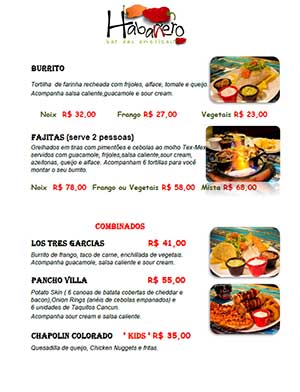 Habanero
bar das américas
BURRITO
Tortilha de farinha recheada com frijoles, alface, tomate e queijo.
Acompanha salsa caliente,guacamole e sour cream.
Noix R$ 32,00 Frango R$ 27,00 Vegetais R$ 23,00
FAJITAS (serve 2 pessoas)
Grelhados em tiras com pimentões e cebolas ao molho Tex-Mex
servidos com guacamole, frijoles,salsa caliente,sour cream,
azeitonas, queijo e alface. Acompanham 6 tortillas para você
montar o seu burrito.
Noix R$ 78,00 Frango ou Vegetais R$ 58,00 Mista R$ 68,00
COMBINADOS
LOS TRES GARCIAS R$ 41,00
Burrito de frango, taco de carne, enchillada de vegetais.
Acompanha guacamole, salsa caliente e sour cream.
PANCHO VILLA R$ 55,00
Potato Skin ( 6 canoas de batata cobertas de cheddar e
bacon),Onion Rings (anéis de cebolas empanados) e
6 unidades de Taquitos Cancun.
Acompanha sour cream e salsa caliente.
CHAPOLIN COLORADO " KIDS " R$ 35,00
Quesadilla de queijo, Chicken Nuggets e fritas.